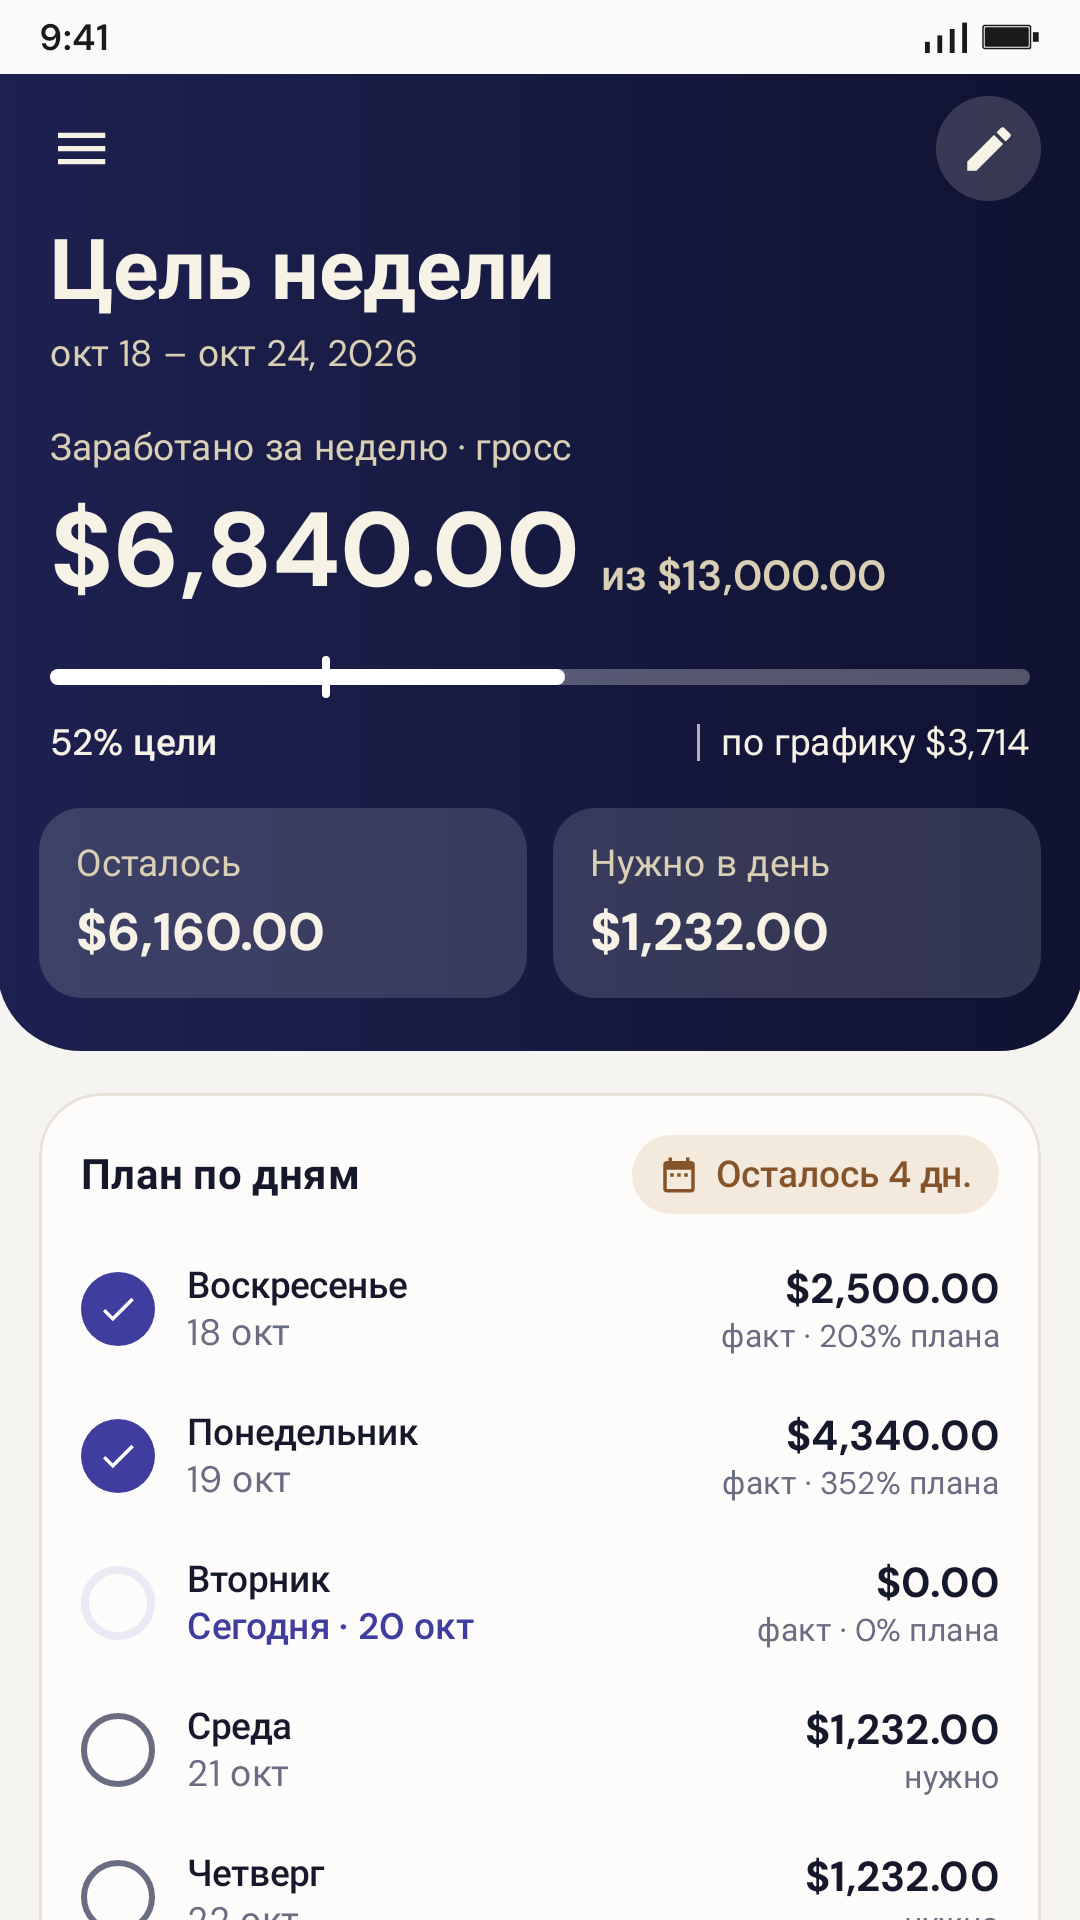 9:41
Цель недели
окт 18 – окт 24, 2026
Заработано за неделю · гросс
$6,840.00 из $13,000.00
52% цели
по графику $3,714
Осталось
$6,160.00
Нужно в день
$1,232.00
План по дням
Осталось 4 дн.
Воскресенье
$2,500.00
18 окт
факт · 203% плана
Понедельник
$4,340.00
19 окт
факт · 352% плана
Вторник
$0.00
Сегодня · 20 окт
факт · 0% плана
Среда
$1,232.00
21 окт
нужно
Четверг
$1,232.00
22 окт
нужно